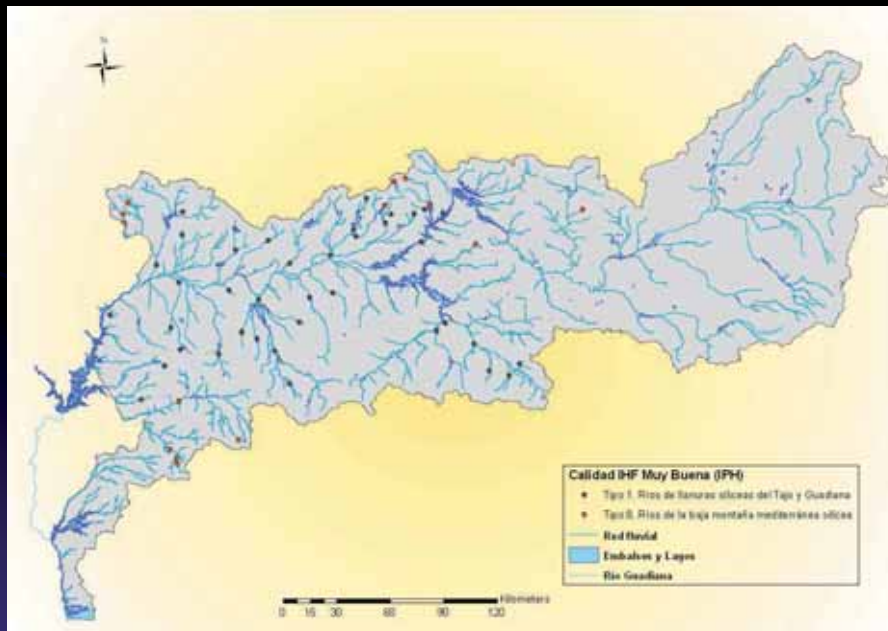 N
Calidad IHF Muy Buena (IPH)
Tipo 1. Ríos de llanuras silíceas del Tajo y Guadiana
Tipo 8. Ríos de la baja montaña mediterránea silícea
Red fluvial
Embalses y Lagos
Río Guadiana
Kilometers
0 15 30 60 90 120